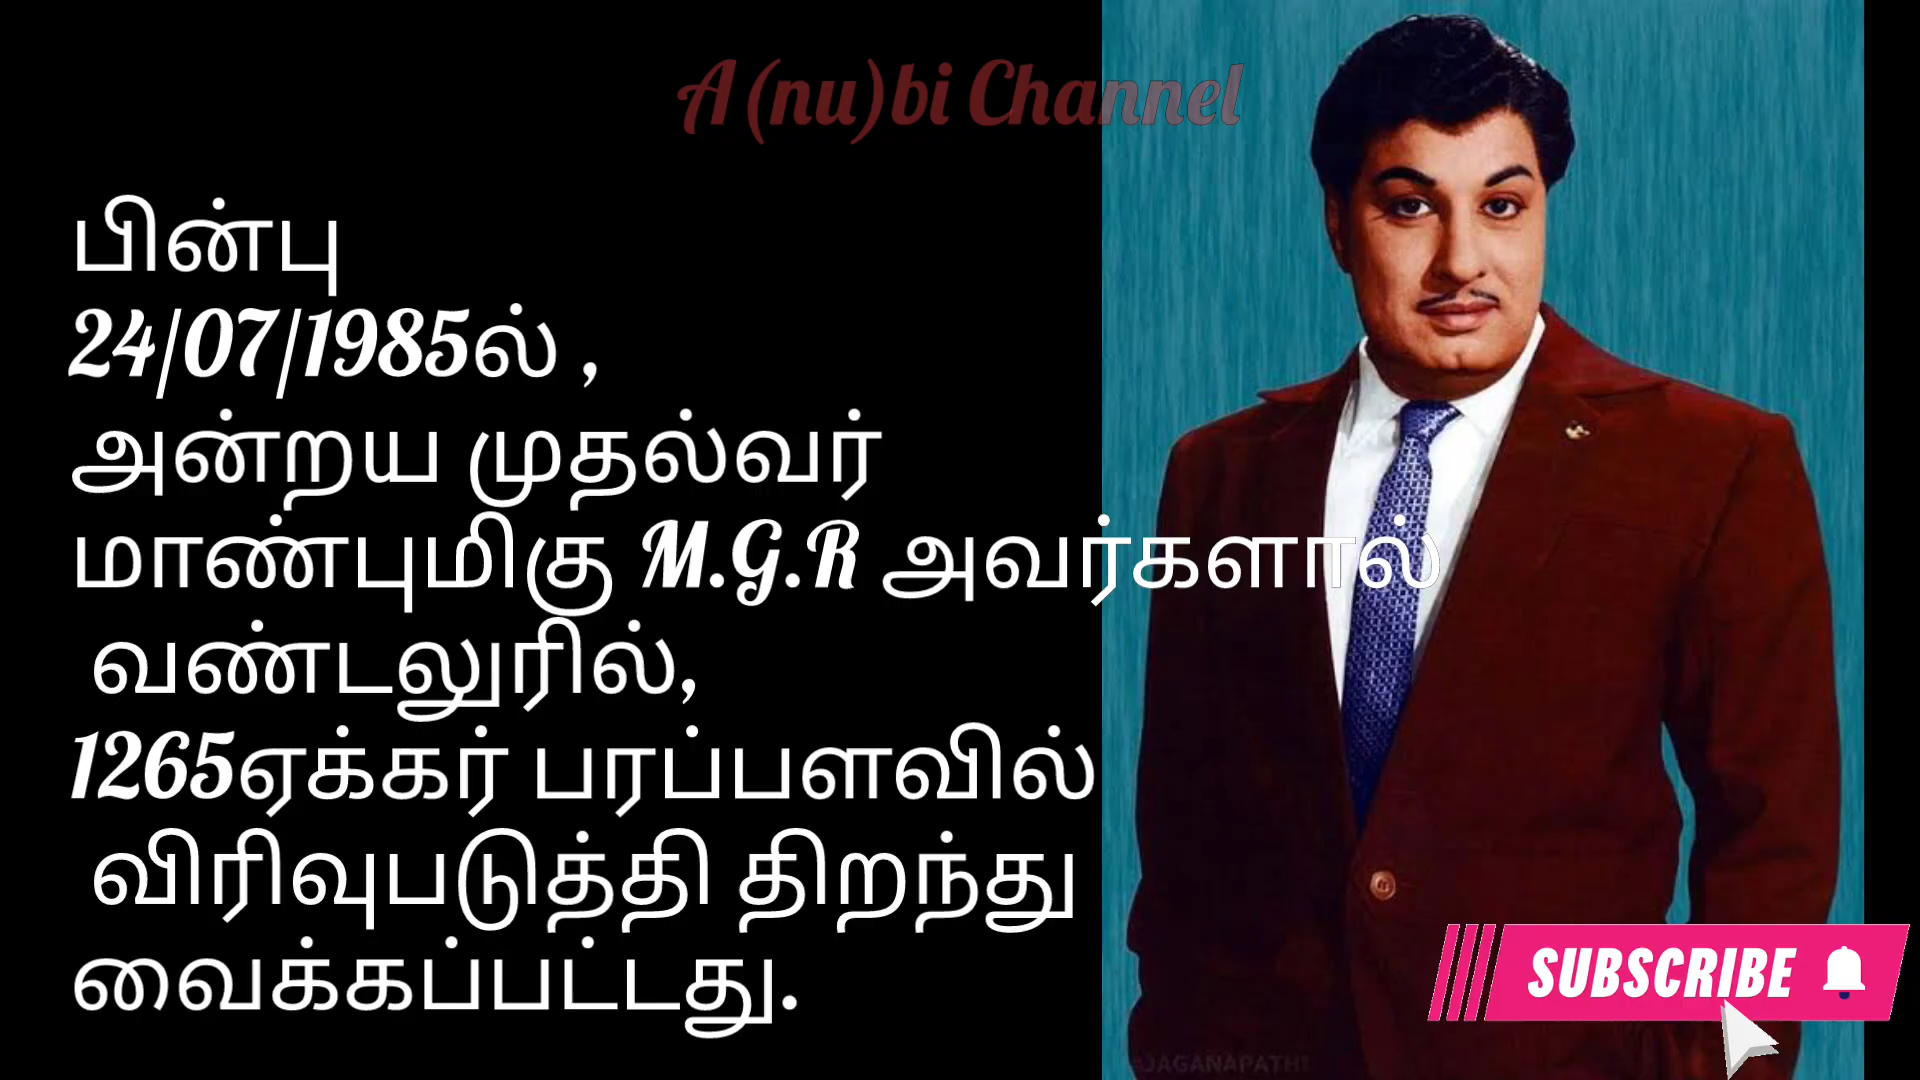 A(nu)bi Channel
பின்பு
24/07/1985ல் ,
அன்றய முதல்வர்
மாண்புமிகு M.G.R அவர்களால்
வண்டலுரில்,
1265ஏக்கர் பரப்பளவில்
விரிவுபடுத்தி திறந்து
வைக்கப்பட்டது.
SUBSCRIBE
JAGANAPATHI